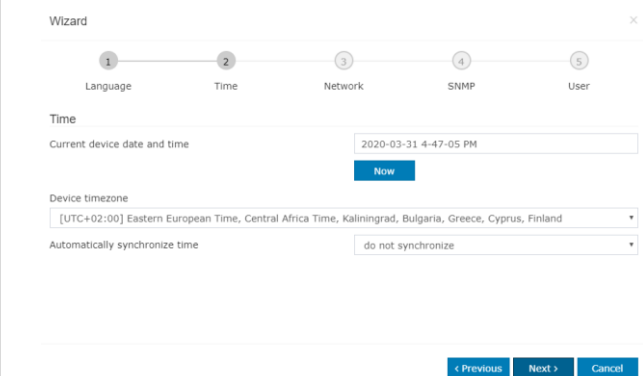 Wizard ×
1 2 3 4 5
Language Time Network SNMP User
Time
Current device date and time 2020-03-31 4-47-05 PM
Now
Device timezone
[UTC+02:00] Eastern European Time, Central Africa Time, Kaliningrad, Bulgaria, Greece, Cyprus, Finland
Automatically synchronize time do not synchronize
< Previous Next > Cancel